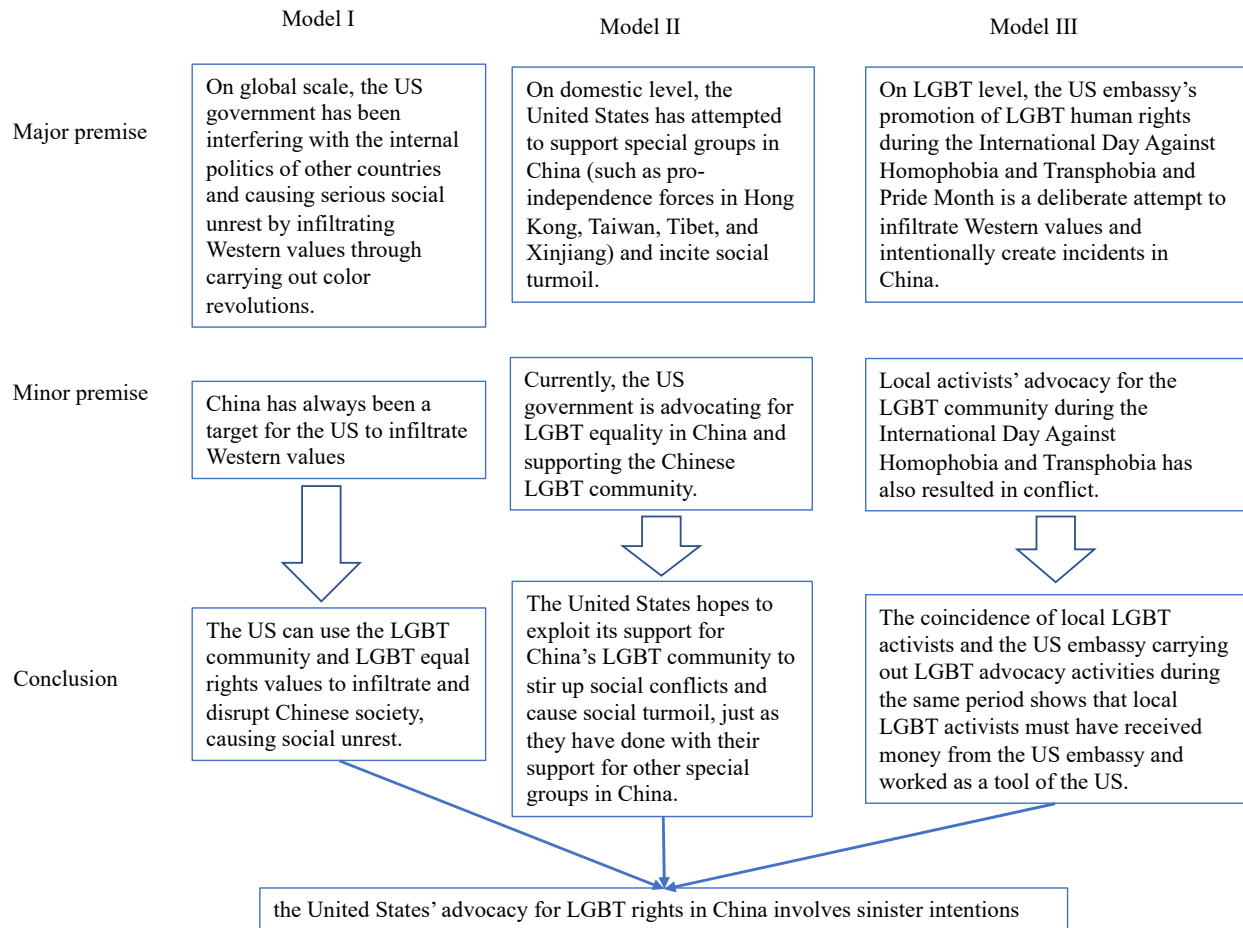 Model I
Model II
Model III
Major premise
On global scale, the US
government has been
interfering with the internal
politics of other countries
and causing serious social
unrest by infiltrating
Western values through
carrying out color
revolutions.
On domestic level, the
United States has attempted
to support special groups in
China (such as pro-
independence forces in Hong
Kong, Taiwan, Tibet, and
Xinjiang) and incite social
turmoil.
On LGBT level, the US embassy’s
promotion of LGBT human rights
during the International Day Against
Homophobia and Transphobia and
Pride Month is a deliberate attempt to
infiltrate Western values and
intentionally create incidents in
China.
Minor premise
China has always been a
target for the US to infiltrate
Western values
Currently, the US
government is advocating for
LGBT equality in China and
supporting the Chinese
LGBT community.
Local activists’ advocacy for the
LGBT community during the
International Day Against
Homophobia and Transphobia has
also resulted in conflict.
Conclusion
The US can use the LGBT
community and LGBT equal
rights values to infiltrate and
disrupt Chinese society,
causing social unrest.
The United States hopes to
exploit its support for
China’s LGBT community to
stir up social conflicts and
cause social turmoil, just as
they have done with their
support for other special
groups in China.
The coincidence of local LGBT
activists and the US embassy carrying
out LGBT advocacy activities during
the same period shows that local
LGBT activists must have received
money from the US embassy and
worked as a tool of the US.
the United States’ advocacy for LGBT rights in China involves sinister intentions